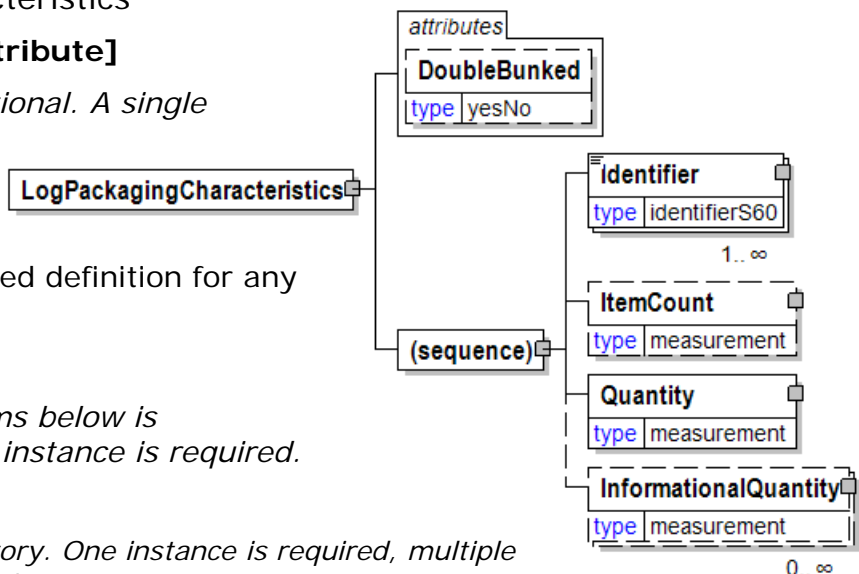 cteristics
tribute]
ional. A single
ed definition for any
ms below is
instance is required.
ory. One instance is required, multiple
LogPackagingCharacteristics
attributes
DoubleBunked
type yesNo
(sequence)
Identifier
type identifierS60
1.. ∞
ItemCount
type measurement
Quantity
type measurement
InformationalQuantity
type measurement
0.. ∞